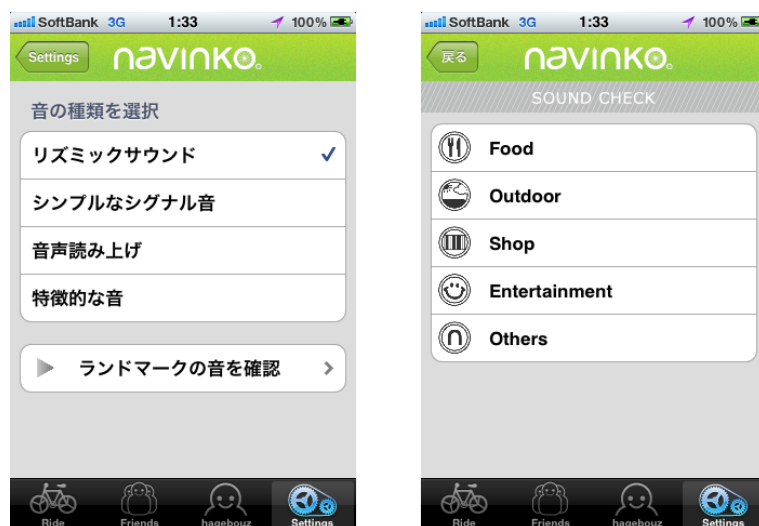 SoftBank 3G 1:33 100%
Settings navinko
音の種類を選択
リズミックサウンド
シンプルなシグナル音
音声読み上げ
特徴的な音
ランドマークの音を確認
Ride Friends hagebouz Settings
SoftBank 3G 1:33 100%
戻る navinko
SOUND CHECK
Food
Outdoor
Shop
Entertainment
Others
Ride Friends hagebouz Settings